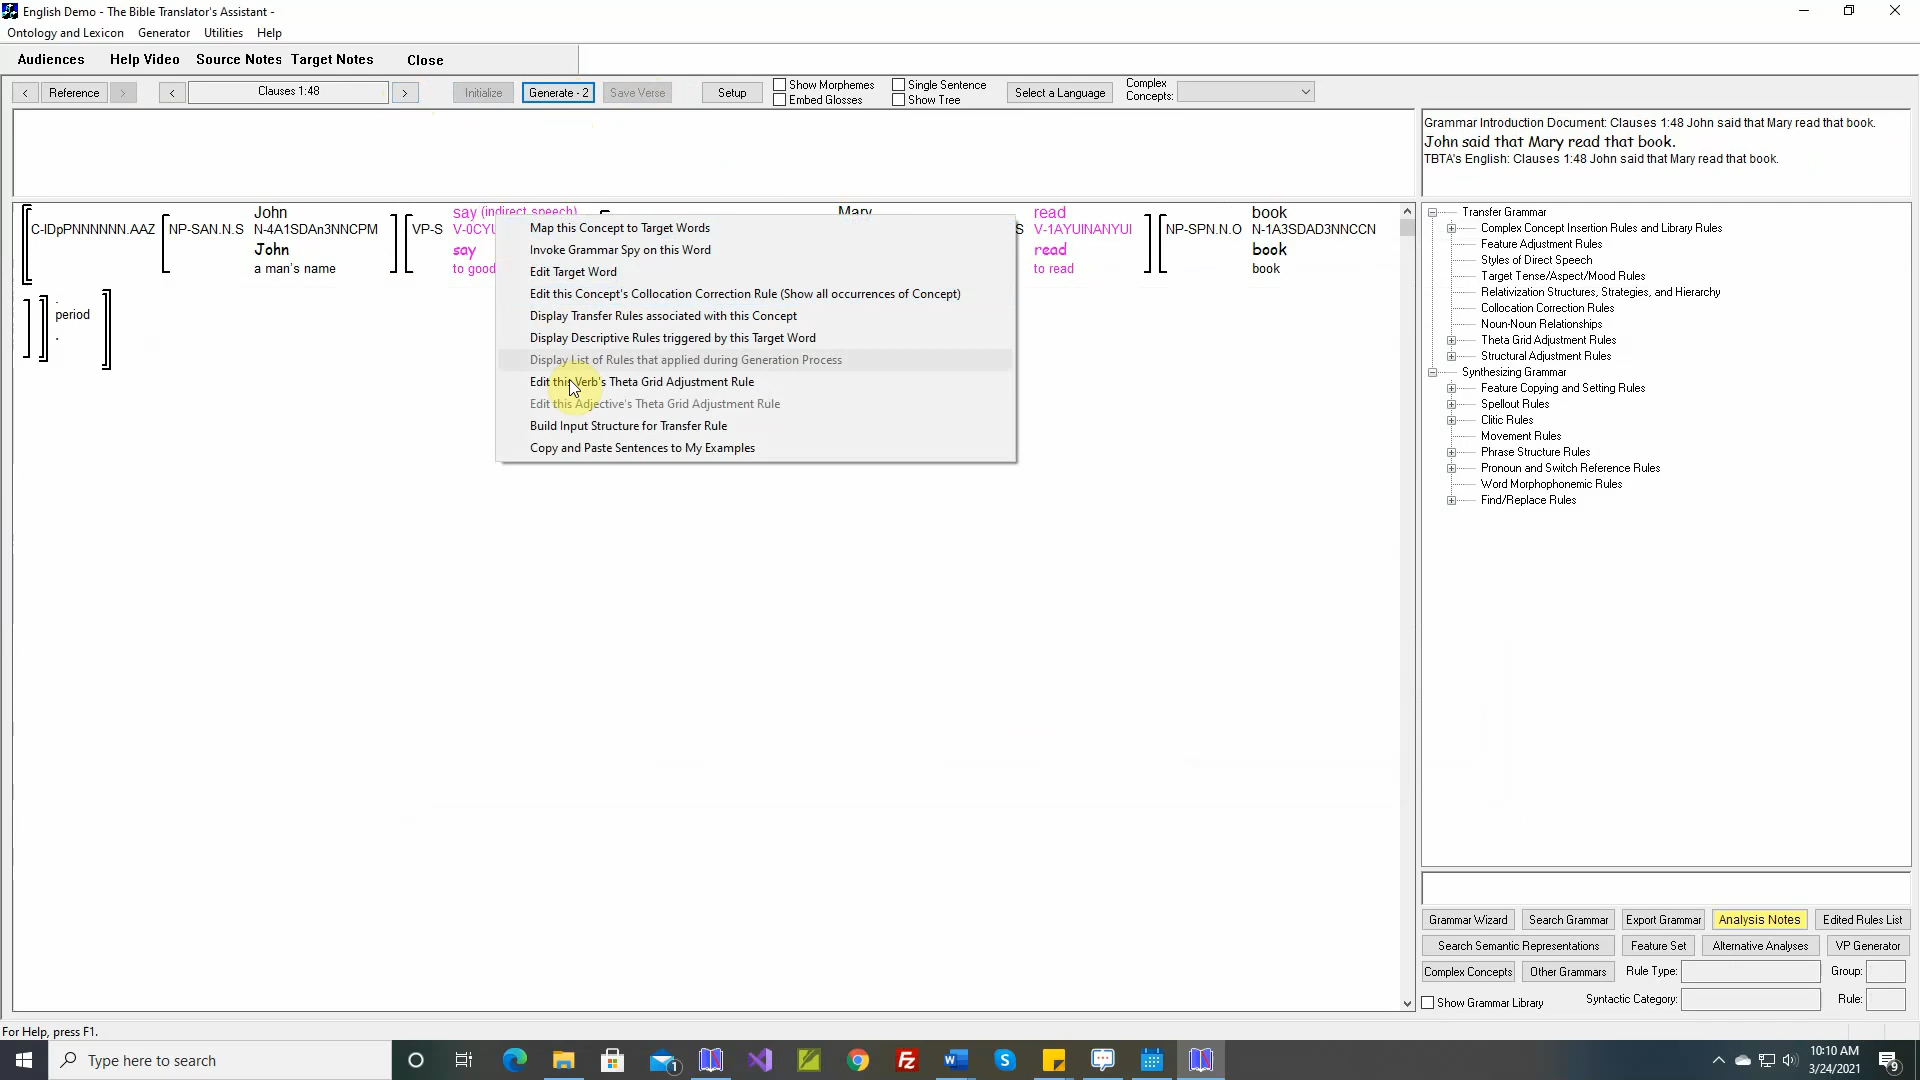 English Demo - The Bible Translator's Assistant -
Ontology and Lexicon Generator Utilities Help
Audiences Help Video Source Notes Target Notes Close
< Reference > < Clauses 1:48 > Initialize Generate - 2 Save Verse Setup Show Morphemes Single Sentence Select a Language Complex Concepts:
Embed Glosses Show Tree
Grammar Introduction Document: Clauses 1:48 John said that Mary read that book.
John said that Mary read that book.
TBTA's English: Clauses 1:48 John said that Mary read that book.
John say (indirect speech) Mary read book
C-IDpPNNNNNN.AAZ NP-SAN.N.S N-4A1SDAn3NNCPM VP-S V-0CYU S V-1AYUINANYUI NP-SPN.N.O N-1A3SDAD3NNCCN
John say read book
a man's name to good to read book
.
period
.
Map this Concept to Target Words
Invoke Grammar Spy on this Word
Edit Target Word
Edit this Concept's Collocation Correction Rule (Show all occurrences of Concept)
Display Transfer Rules associated with this Concept
Display Descriptive Rules triggered by this Target Word
Display List of Rules that applied during Generation Process
Edit this Verb's Theta Grid Adjustment Rule
Edit this Adjective's Theta Grid Adjustment Rule
Build Input Structure for Transfer Rule
Copy and Paste Sentences to My Examples
Transfer Grammar
Complex Concept Insertion Rules and Library Rules
Feature Adjustment Rules
Styles of Direct Speech
Target Tense/Aspect/Mood Rules
Relativization Structures, Strategies, and Hierarchy
Collocation Correction Rules
Noun-Noun Relationships
Theta Grid Adjustment Rules
Structural Adjustment Rules
Synthesizing Grammar
Feature Copying and Setting Rules
Spellout Rules
Clitic Rules
Movement Rules
Phrase Structure Rules
Pronoun and Switch Reference Rules
Word Morphophonemic Rules
Find/Replace Rules
Grammar Wizard Search Grammar Export Grammar Analysis Notes Edited Rules List
Search Semantic Representations Feature Set Alternative Analyses VP Generator
Complex Concepts Other Grammars Rule Type: Group:
Show Grammar Library Syntactic Category: Rule:
For Help, press F1.
Type here to search
10:10 AM
3/24/2021
1
9